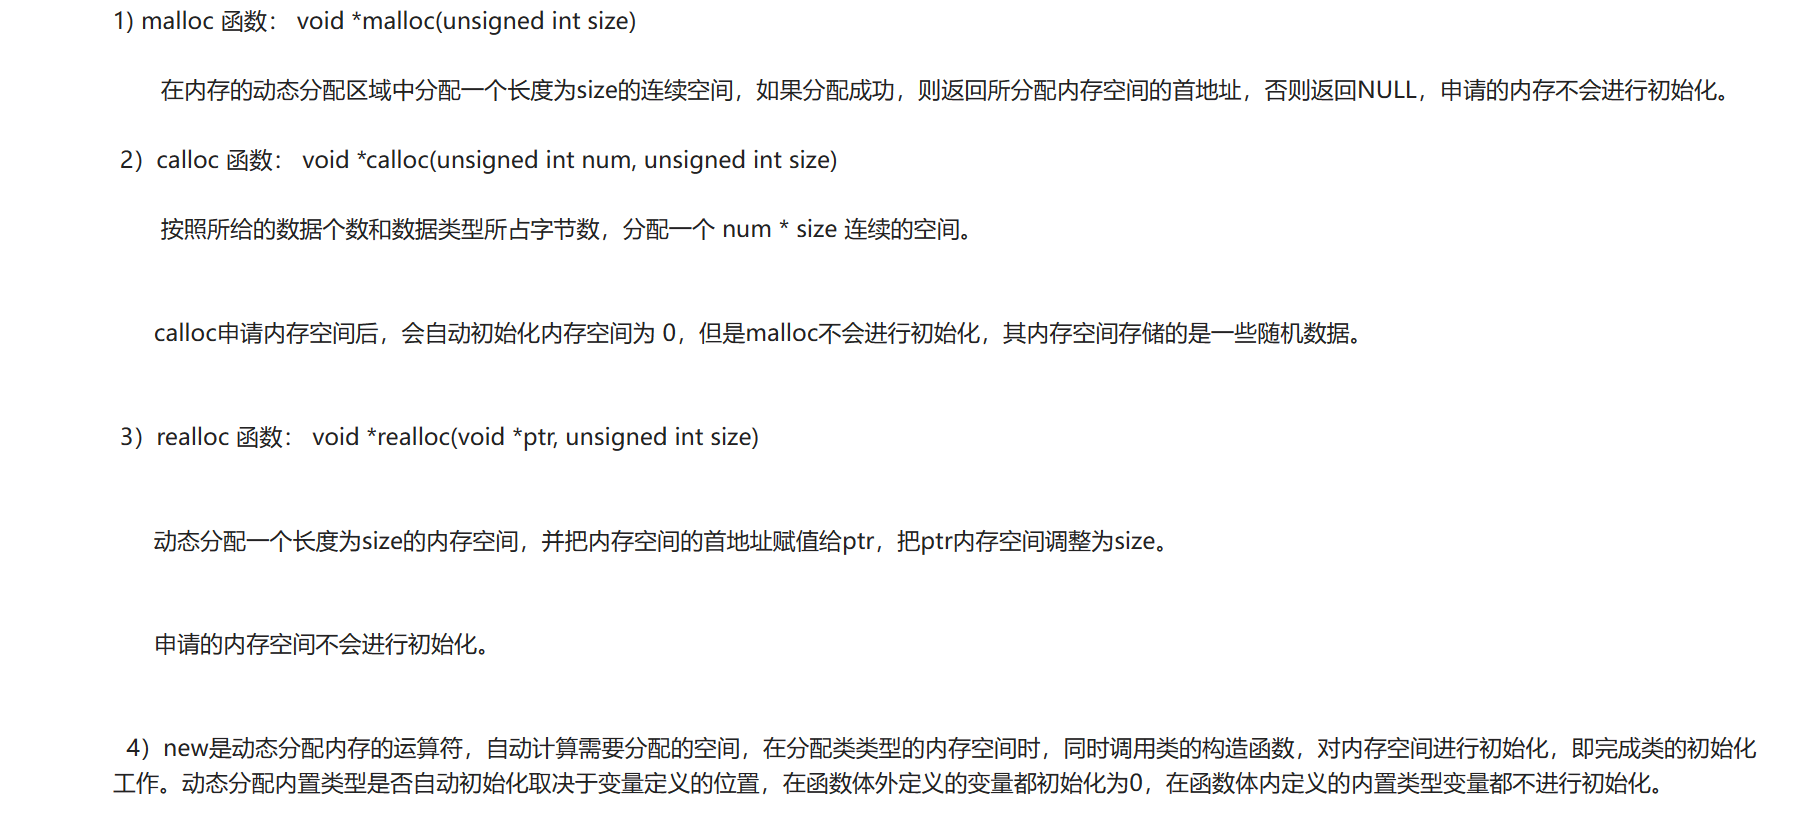 1) malloc 函数： void *malloc(unsigned int size)
在内存的动态分配区域中分配一个长度为size的连续空间，如果分配成功，则返回所分配内存空间的首地址，否则返回NULL，申请的内存不会进行初始化。
2）calloc 函数： void *calloc(unsigned int num, unsigned int size)
按照所给的数据个数和数据类型所占字节数，分配一个 num * size 连续的空间。
calloc申请内存空间后，会自动初始化内存空间为 0，但是malloc不会进行初始化，其内存空间存储的是一些随机数据。
3）realloc 函数： void *realloc(void *ptr, unsigned int size)
动态分配一个长度为size的内存空间，并把内存空间的首地址赋值给ptr，把ptr内存空间调整为size。
申请的内存空间不会进行初始化。
4）new是动态分配内存的运算符，自动计算需要分配的空间，在分配类类型的内存空间时，同时调用类的构造函数，对内存空间进行初始化，即完成类的初始化
工作。动态分配内置类型是否自动初始化取决于变量定义的位置，在函数体外定义的变量都初始化为0，在函数体内定义的内置类型变量都不进行初始化。